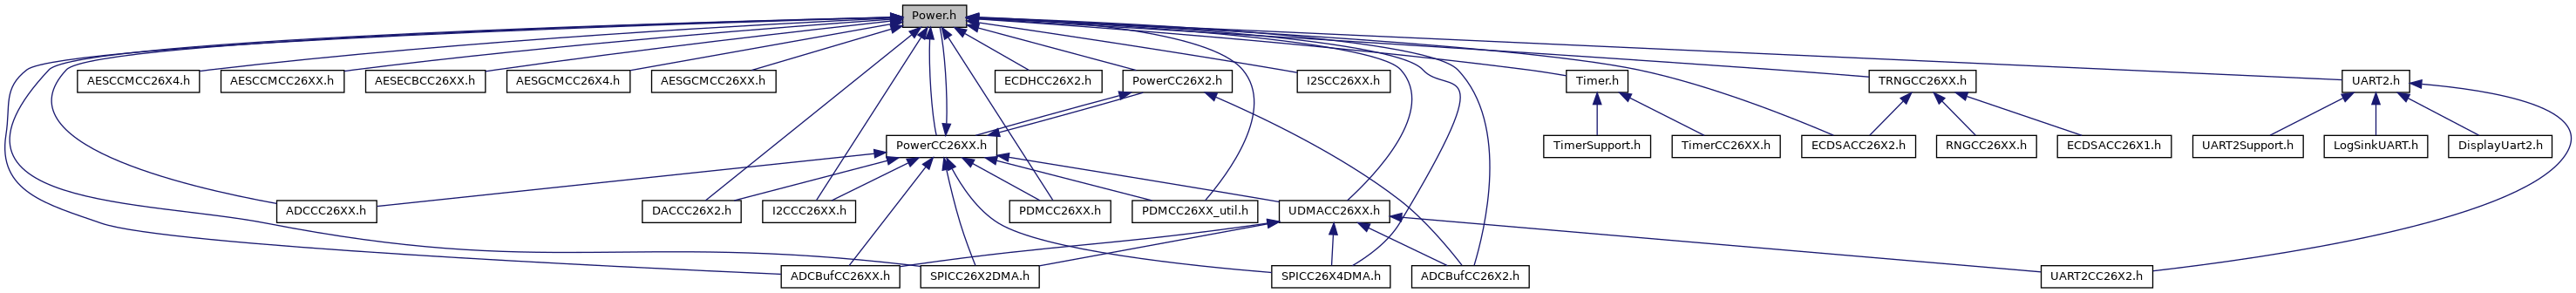 Power.h
AESCCMCC26X4.h
AESCCMCC26XX.h
AESECBCC26XX.h
AESGCMCC26X4.h
AESGCMCC26XX.h
ECDHCC26X2.h
PowerCC26X2.h
I2SCC26XX.h
Timer.h
TRNGCC26XX.h
UART2.h
PowerCC26XX.h
TimerSupport.h
TimerCC26XX.h
ECDSACC26X2.h
RNGCC26XX.h
ECDSACC26X1.h
UART2Support.h
LogSinkUART.h
DisplayUart2.h
ADCCC26XX.h
DACCC26X2.h
I2CCC26XX.h
PDMCC26XX.h
PDMCC26XX_util.h
UDMACC26XX.h
ADCBufCC26XX.h
SPICC26X2DMA.h
SPICC26X4DMA.h
ADCBufCC26X2.h
UART2CC26X2.h